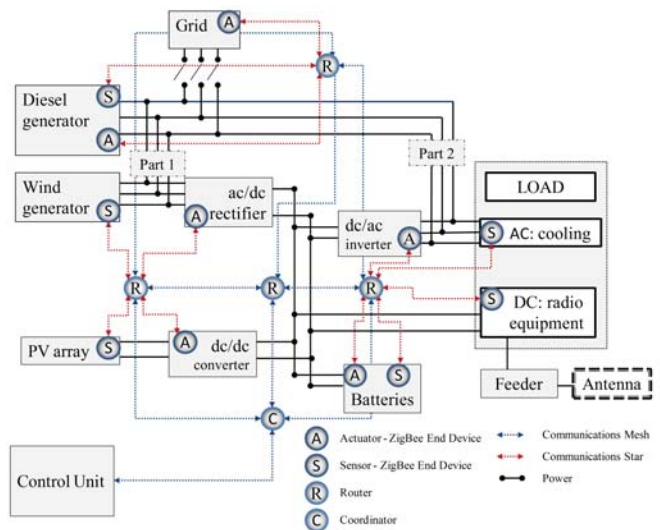 Grid
A
R
Diesel
generator
S
A
Part 1
Part 2
Wind
generator
S
ac/dc
rectifier
A
dc/ac
inverter
A
LOAD
S
AC: cooling
S
DC: radio
equipment
R
R
R
PV array
S
A
dc/dc
converter
A
S
Batteries
Feeder
Antenna
C
Control Unit
A
Actuator - ZigBee End Device
S
Sensor - ZigBee End Device
R
Router
C
Coordinator
Communications Mesh
Communications Star
Power